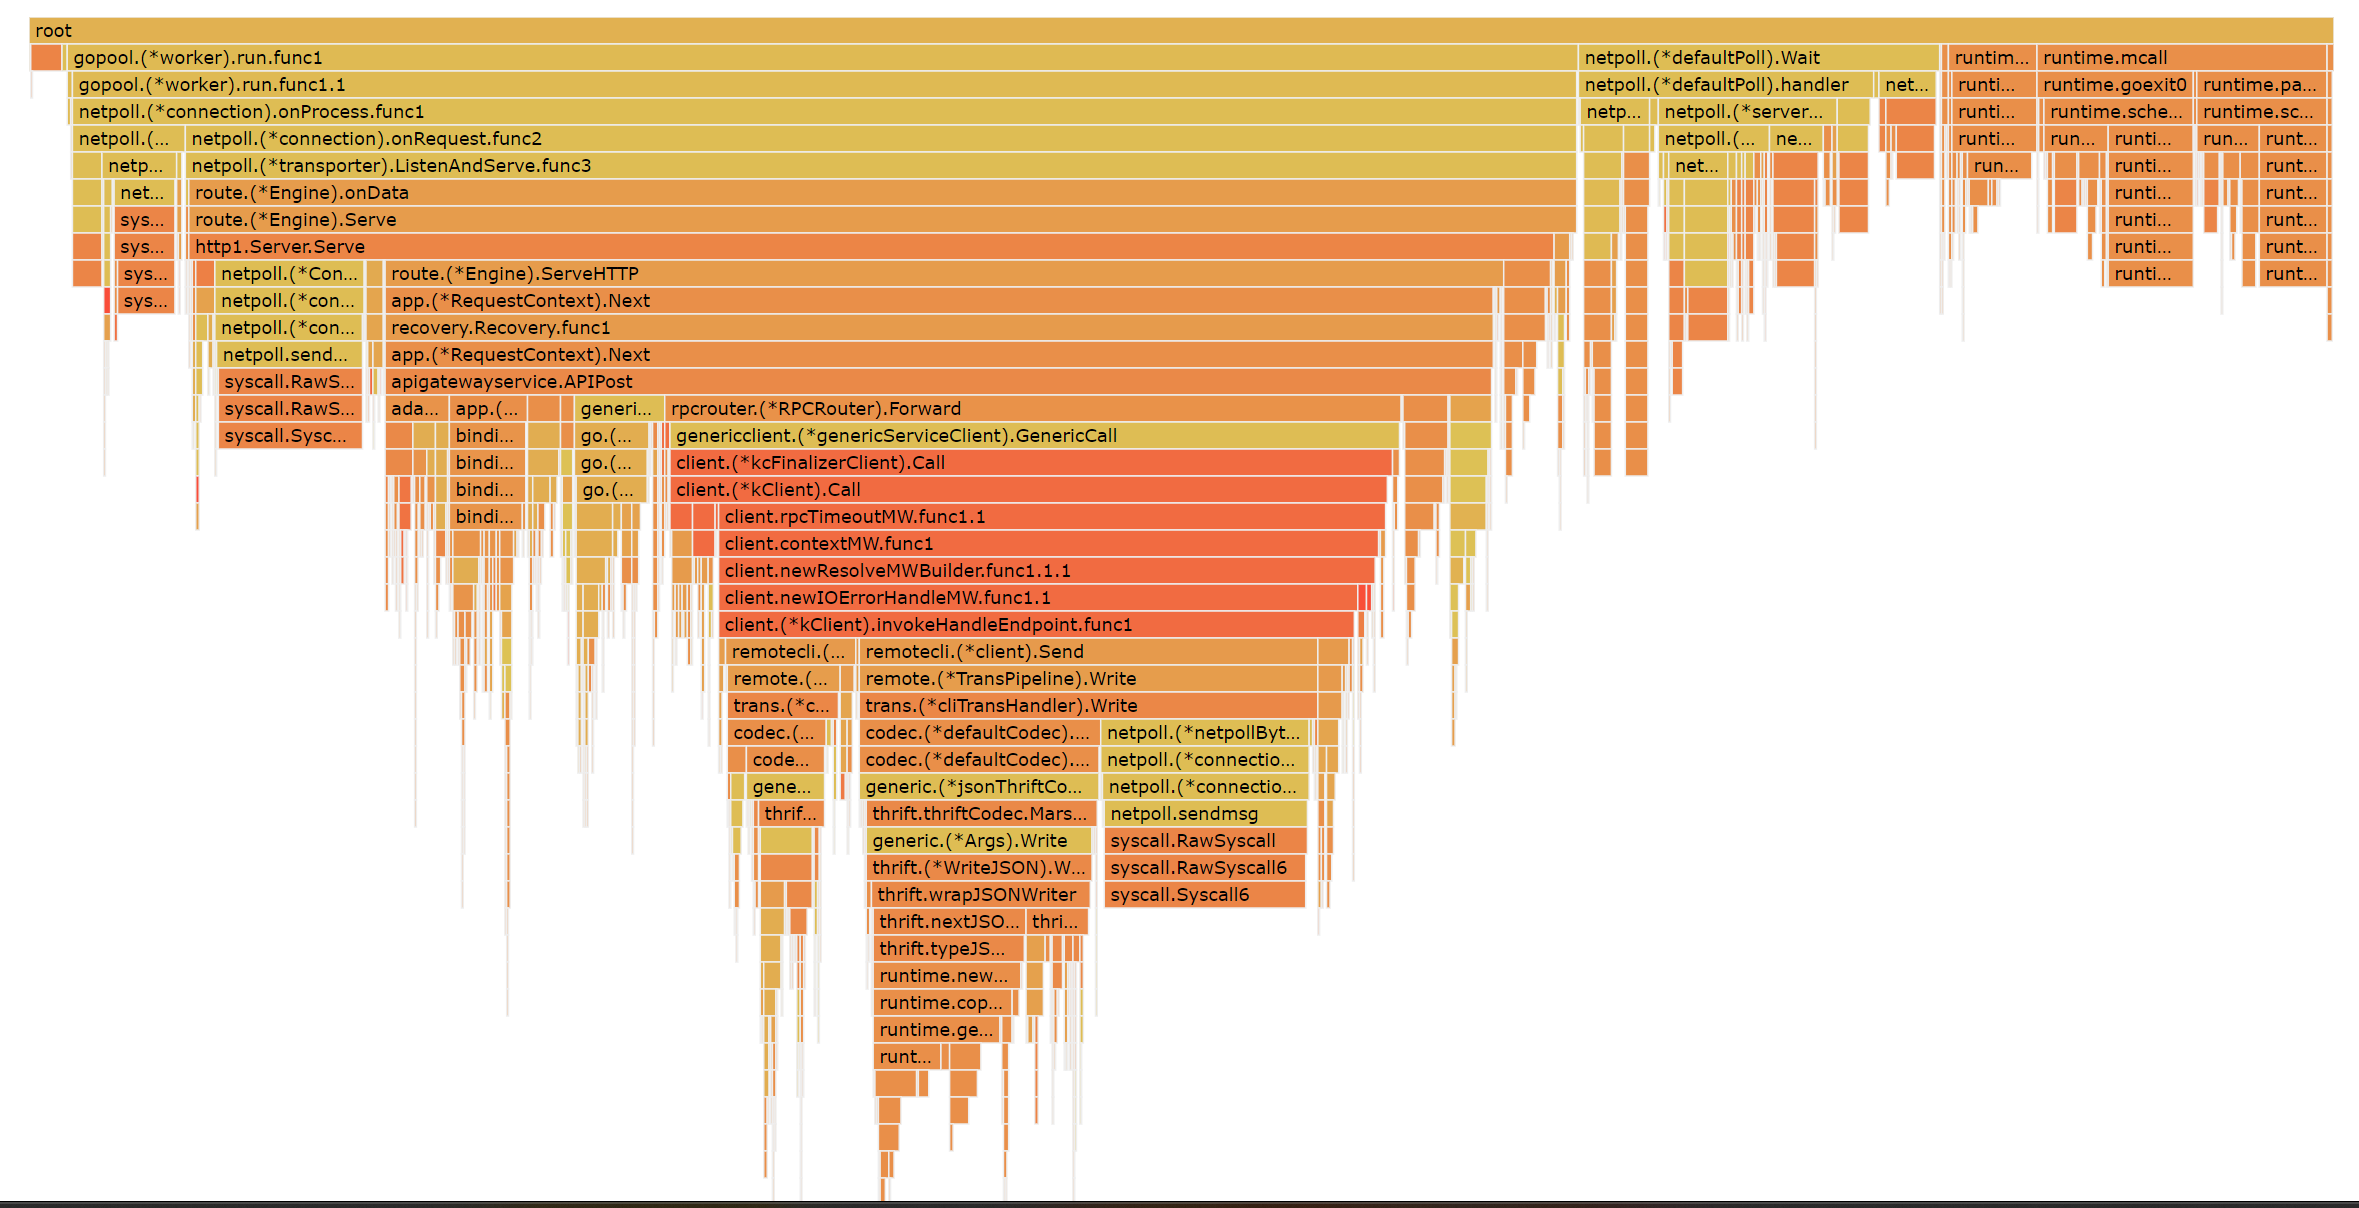 root
gopool.(*worker).run.func1 netpoll.(*defaultPoll).Wait runtim... runtime.mcall
gopool.(*worker).run.func1.1 netpoll.(*defaultPoll).handler net... runti... runtime.goexit0 runtime.pa...
netpoll.(*connection).onProcess.func1 netp... netpoll.(*server... runti... runtime.sche... runtime.sc...
netpoll.(... netpoll.(*connection).onRequest.func2 netpoll.(... ne... runti... run... runti... run... runt...
netp... netpoll.(*transporter).ListenAndServe.func3 net... run... runti... runt...
net... route.(*Engine).onData runti... runt...
sys... route.(*Engine).Serve runti... runt...
sys... http1.Server.Serve runti... runt...
sys... netpoll.(*Con... route.(*Engine).ServeHTTP runti... runt...
sys... netpoll.(*con... app.(*RequestContext).Next
netpoll.(*con... recovery.Recovery.func1
netpoll.send... app.(*RequestContext).Next
syscall.RawS... apigatewayservice.APIPost
syscall.RawS... ada... app.(... generi... rpcrouter.(*RPCRouter).Forward
syscall.Sysc... bindi... go.(... genericclient.(*genericServiceClient).GenericCall
bindi... go.(... client.(*kcFinalizerClient).Call
bindi... go.(... client.(*kClient).Call
bindi... client.rpcTimeoutMW.func1.1
client.contextMW.func1
client.newResolveMWBuilder.func1.1.1
client.newIOErrorHandleMW.func1.1
client.(*kClient).invokeHandleEndpoint.func1
remotecli.(... remotecli.(*client).Send
remote.(... remote.(*TransPipeline).Write
trans.(*c... trans.(*cliTransHandler).Write
codec.(... codec.(*defaultCodec).... netpoll.(*netpollByt...
code... codec.(*defaultCodec).... netpoll.(*connectio...
gene... generic.(*jsonThriftCo... netpoll.(*connectio...
thrif... thrift.thriftCodec.Mars... netpoll.sendmsg
generic.(*Args).Write syscall.RawSyscall
thrift.(*WriteJSON).W... syscall.RawSyscall6
thrift.wrapJSONWriter syscall.Syscall6
thrift.nextJSO... thri...
thrift.typeJS...
runtime.new...
runtime.cop...
runtime.ge...
runt...